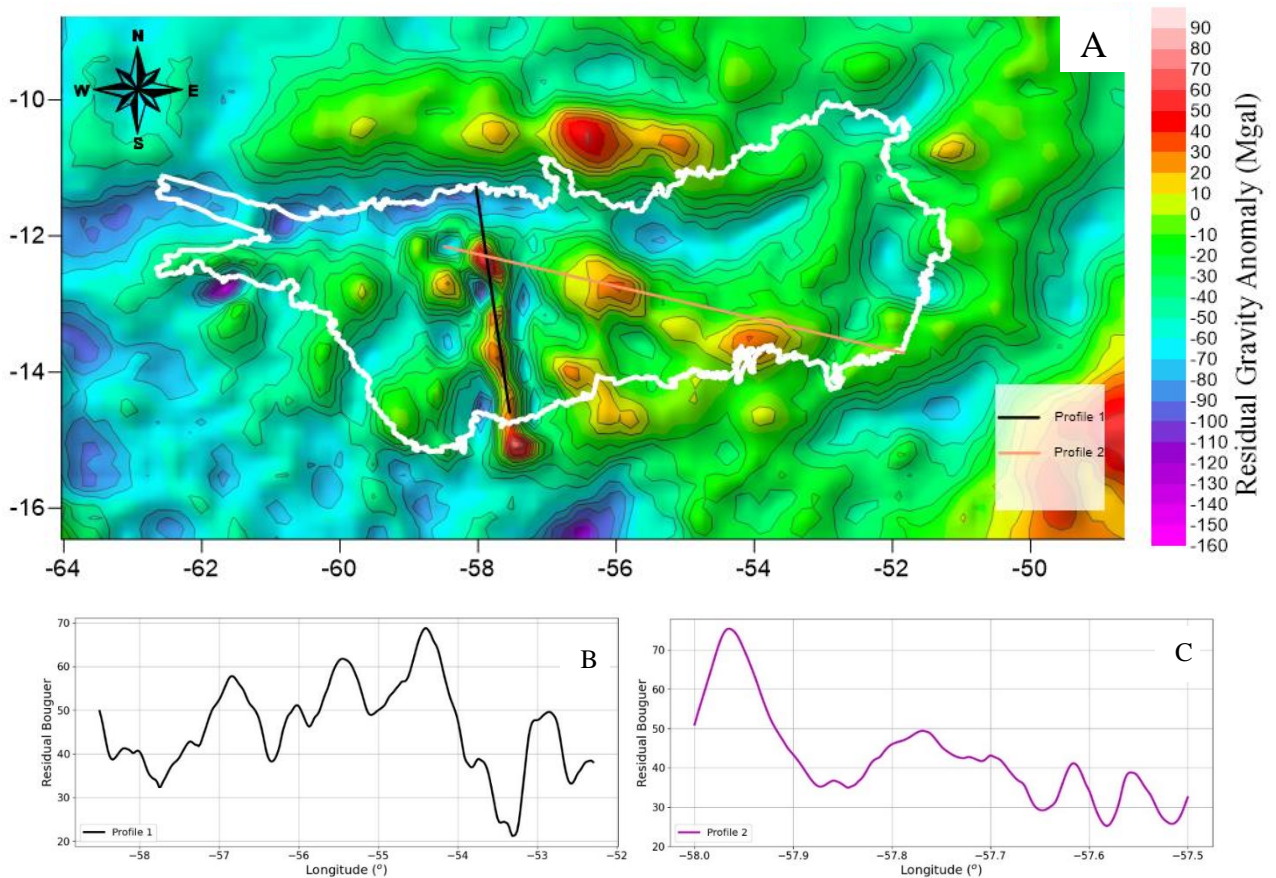 A
N
W E
S
-10
-12
-14
-16
-64 -62 -60 -58 -56 -54 -52 -50
Profile 1
Profile 2
90
80
70
60
50
40
30
20
10
0
-10
-20
-30
-40
-50
-60
-70
-80
-90
-100
-110
-120
-130
-140
-150
-160
Residual Gravity Anomaly (Mgal)
B
70
60
50
40
30
20
Residual Bouguer
Profile 1
−58 −57 −56 −55 −54 −53 −52
Longitude (°)
C
70
60
50
40
30
20
Residual Bouguer
Profile 2
−58.0 −57.9 −57.8 −57.7 −57.6 −57.5
Longitude (°)